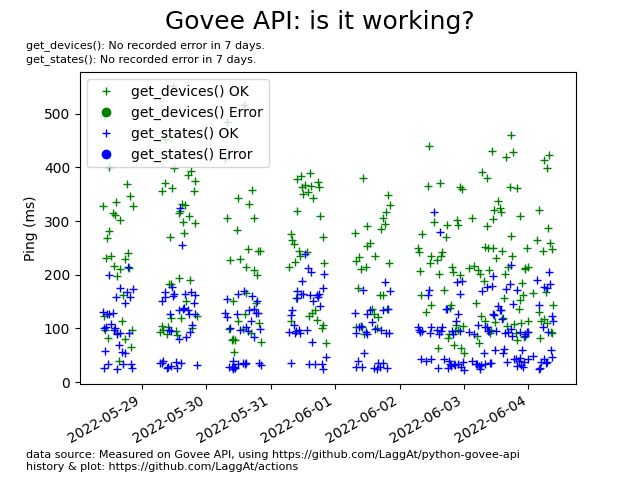 Govee API: is it working?
get_devices(): No recorded error in 7 days.
get_states(): No recorded error in 7 days.
get_devices() OK
get_devices() Error
get_states() OK
get_states() Error
Ping (ms)
500
400
300
200
100
0
2022-05-29
2022-05-30
2022-05-31
2022-06-01
2022-06-02
2022-06-03
2022-06-04
data source: Measured on Govee API, using https://github.com/LaggAt/python-govee-api
history & plot: https://github.com/LaggAt/actions